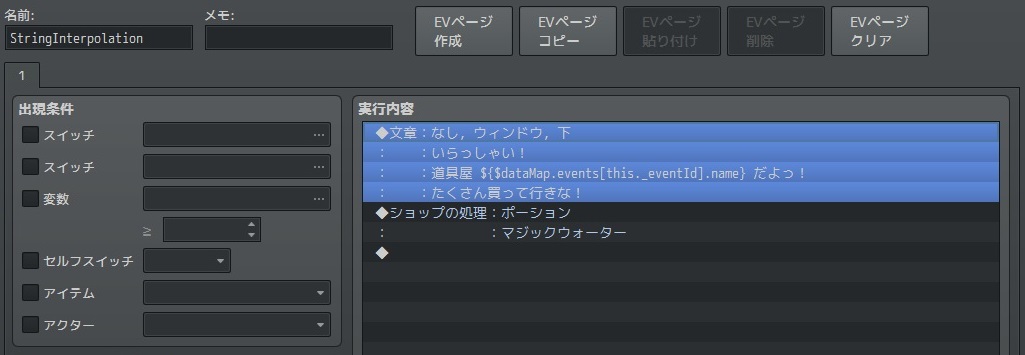 名前:
メモ:
StringInterpolation
EVページ
作成
EVページ
コピー
EVページ
貼り付け
EVページ
削除
EVページ
クリア
1
出現条件
スイッチ ...
スイッチ ...
変数 ...
≥
セルフスイッチ
アイテム
アクター
実行内容
◆文章：なし, ウィンドウ, 下
：　　：いらっしゃい！
：　　：道具屋 ${$dataMap.events[this._eventId].name} だよっ！
：　　：たくさん買って行きな！
◆ショップの処理：ポーション
：　　　　　　　：マジックウォーター
◆